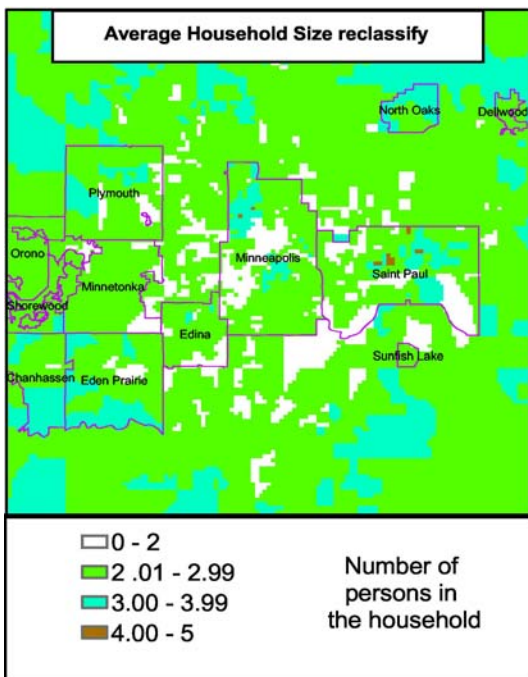 Average Household Size reclassify
North Oaks
Dellwood
Plymouth
Orono
Minneapolis
Saint Paul
Minnetonka
Shorewood
Edina
Sunfish Lake
Chanhassen
Eden Prairie
0 - 2
2 .01 - 2.99
3.00 - 3.99
4.00 - 5
Number of
persons in
the household